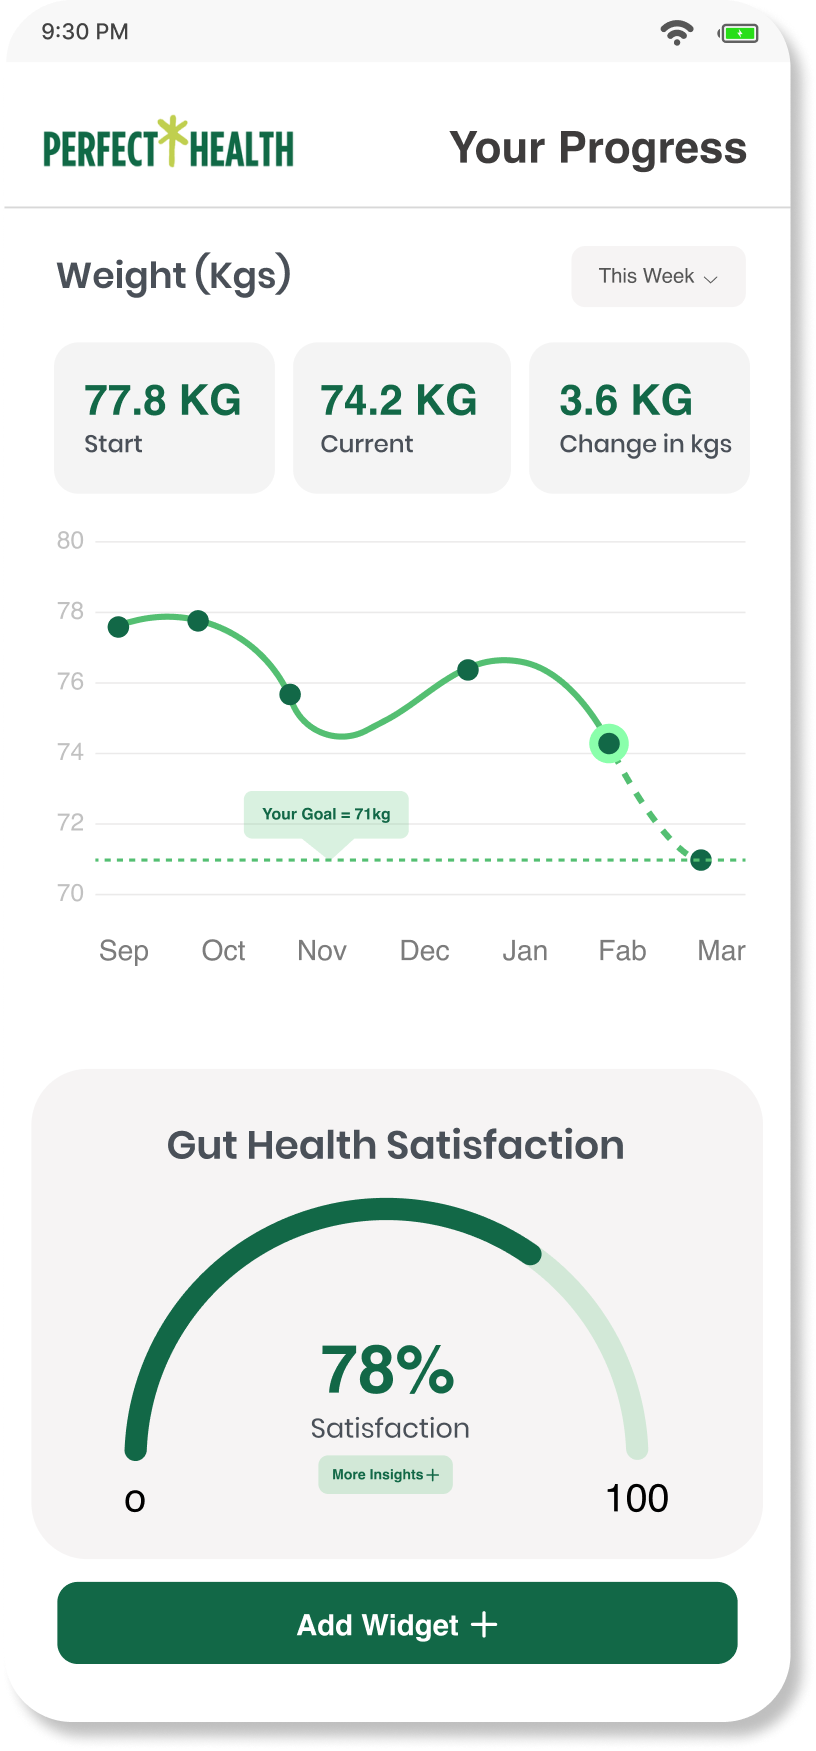 9:30 PM
PERFECT HEALTH
Your Progress
Weight (Kgs)
This Week
77.8 KG
Start
74.2 KG
Current
3.6 KG
Change in kgs
80
78
76
74
72
70
Your Goal = 71kg
Sep Oct Nov Dec Jan Fab Mar
Gut Health Satisfaction
78%
Satisfaction
More Insights+
o
100
Add Widget +